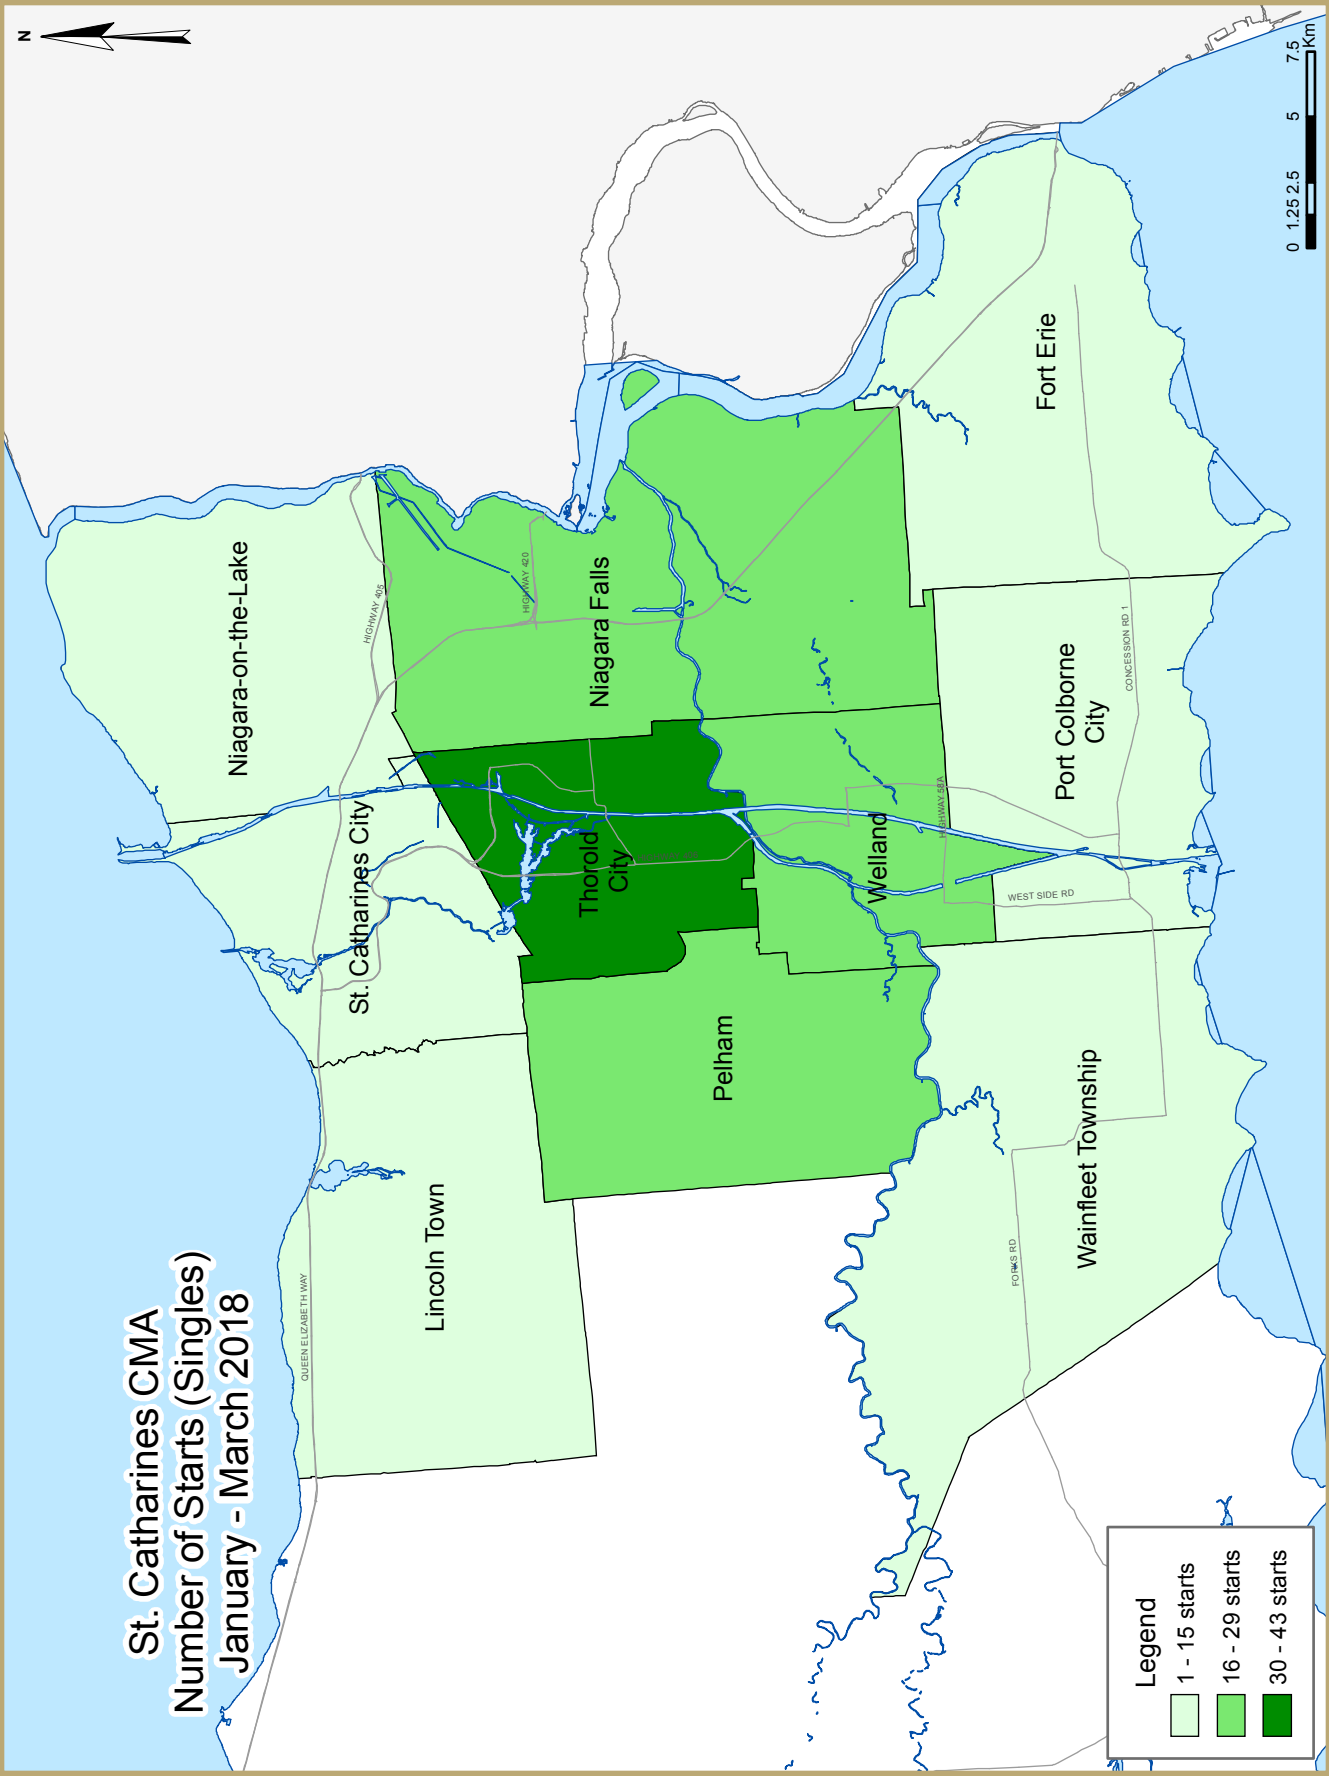 St. Catharines CMA
Number of Starts (Singles)
January - March 2018
N
Niagara-on-the-Lake
HIGHWAY 405
QUEEN ELIZABETH WAY
St. Catharines City
Lincoln Town
HIGHWAY 420
Niagara Falls
Thorold
City
Pelham
Welland
HIGHWAY 58A
Fort Erie
Port Colborne
City
CONCESSION RD 1
WEST SIDE RD
Wainfleet Township
FORKS RD
Legend
1 - 15 starts
16 - 29 starts
30 - 43 starts
0 1.25 2.5 5 7.5
Km